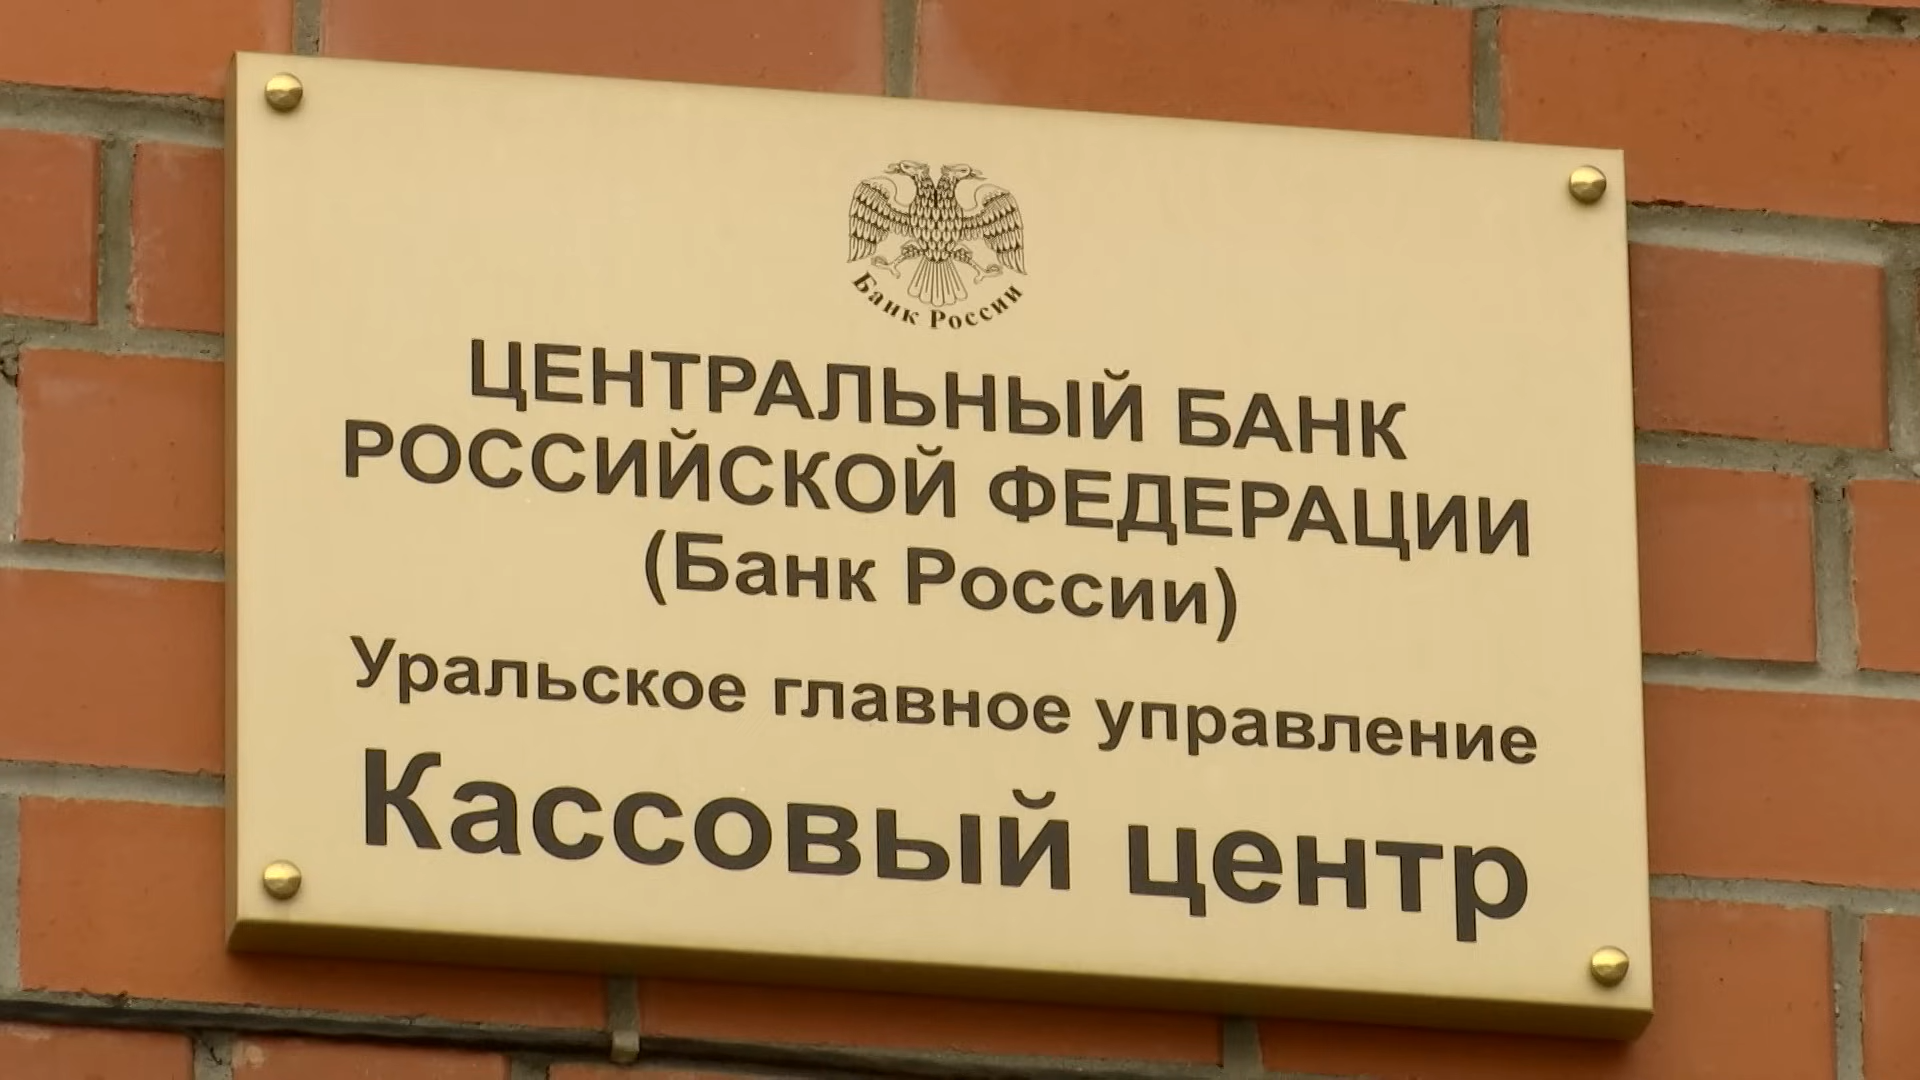 Банк России
ЦЕНТРАЛЬНЫЙ БАНК
РОССИЙСКОЙ ФЕДЕРАЦИИ
(Банк России)
Уральское главное управление
Кассовый центр